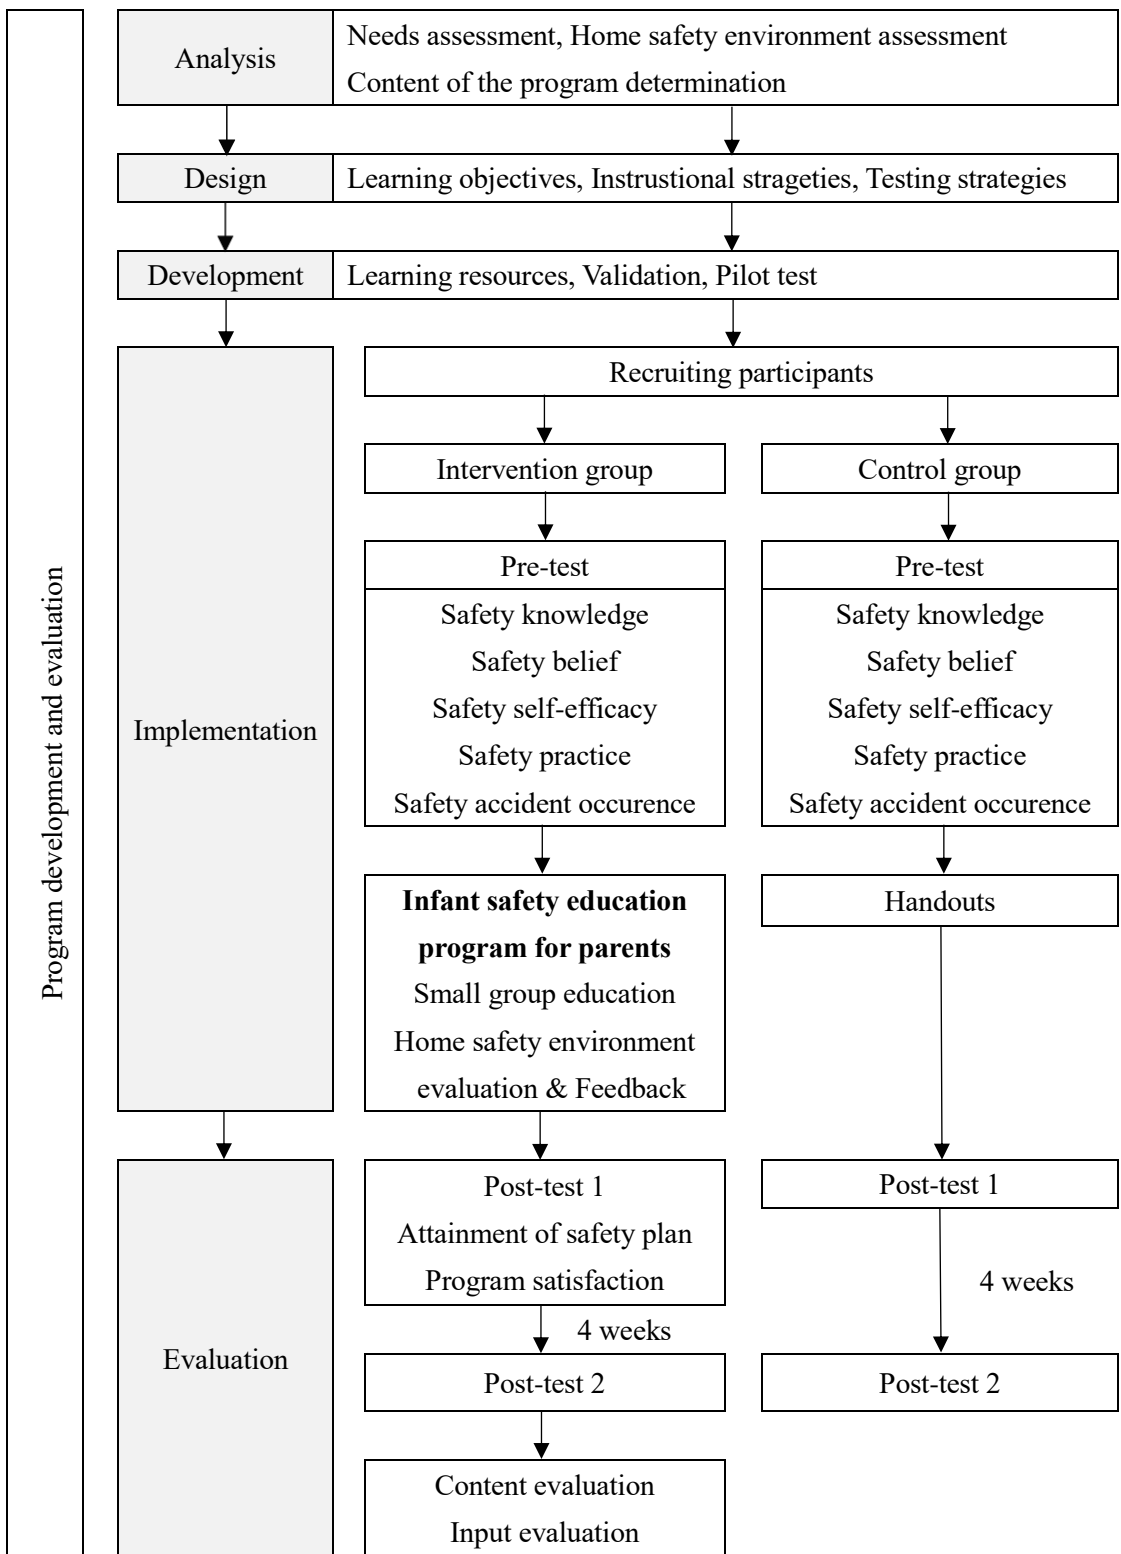 Program development and evaluation
Analysis
Needs assessment, Home safety environment assessment
Content of the program determination
Design
Learning objectives, Instrustional strageties, Testing strategies
Development
Learning resources, Validation, Pilot test
Implementation
Recruiting participants
Intervention group
Control group
Pre-test
Safety knowledge
Safety belief
Safety self-efficacy
Safety practice
Safety accident occurence
Pre-test
Safety knowledge
Safety belief
Safety self-efficacy
Safety practice
Safety accident occurence
Infant safety education
program for parents
Small group education
Home safety environment
evaluation & Feedback
Handouts
Evaluation
Post-test 1
Attainment of safety plan
Program satisfaction
4 weeks
Post-test 2
Content evaluation
Input evaluation
Post-test 1
4 weeks
Post-test 2